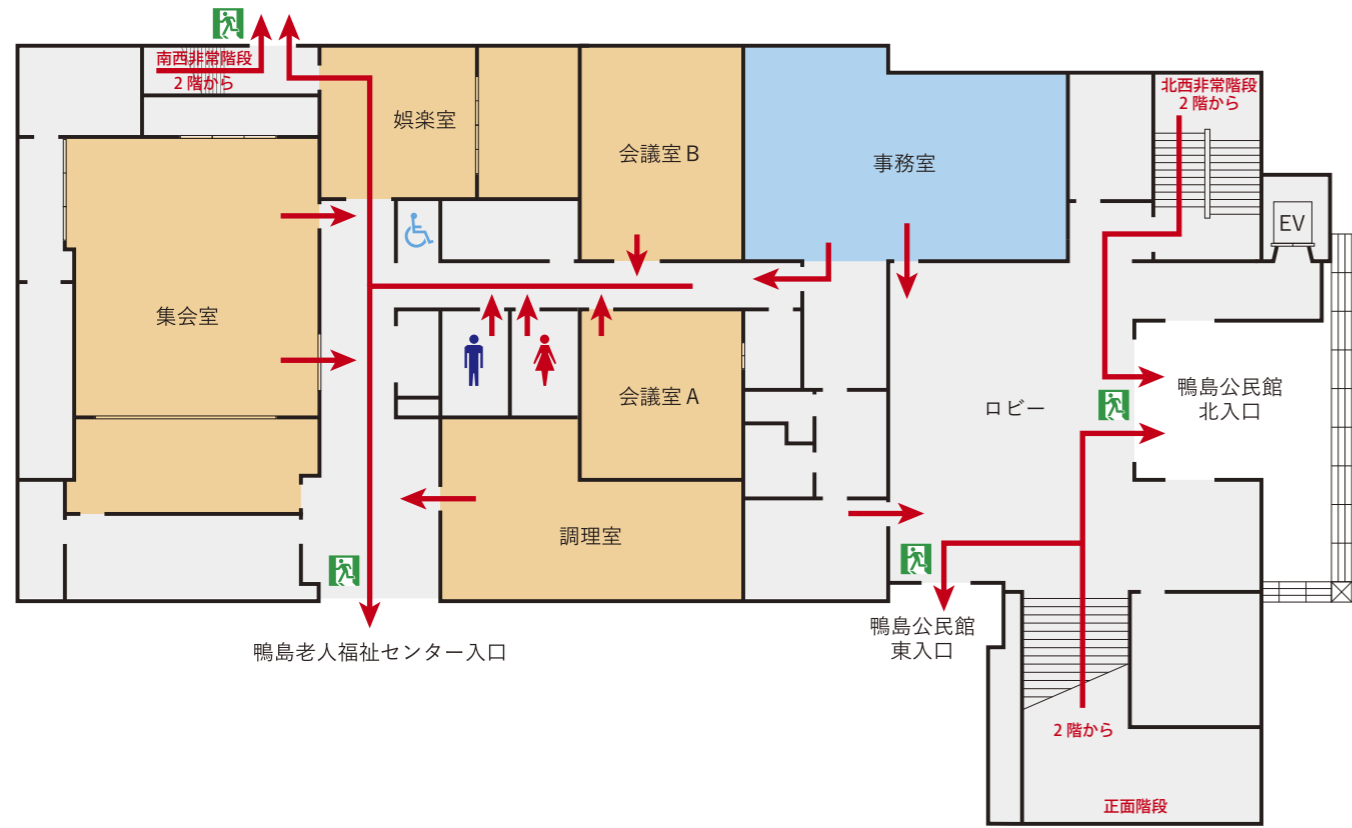 南西非常階段
2 階から
娯楽室
会議室 B
事務室
北西非常階段
2 階から
EV
集会室
会議室 A
ロビー
鴨島公民館
北入口
調理室
鴨島老人福祉センター入口
鴨島公民館
東入口
2 階から
正面階段